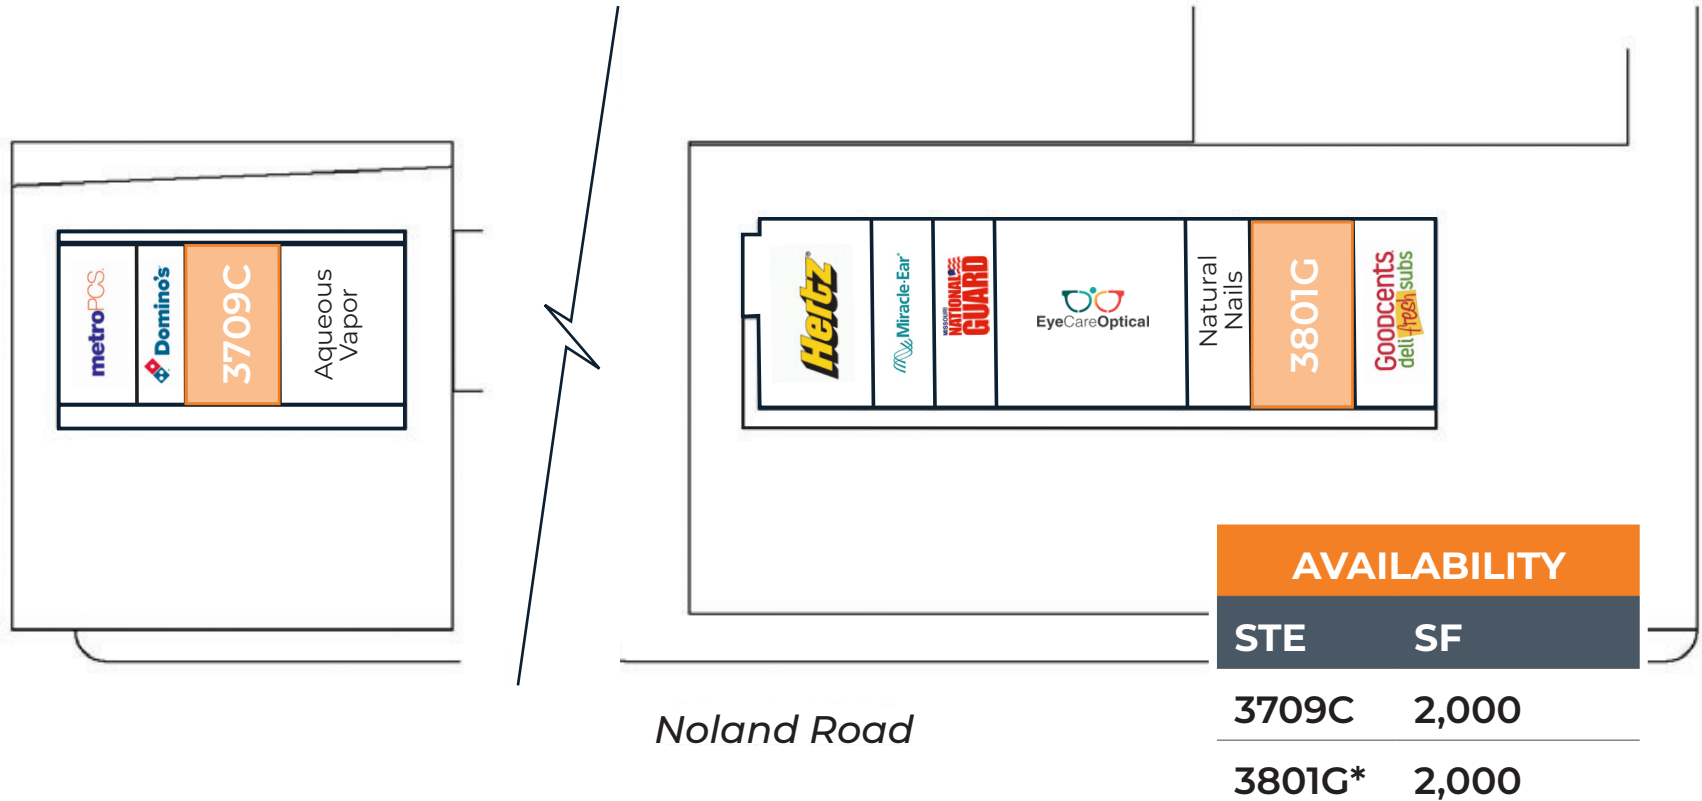 metroPCS.
Domino's
3709C
Aqueous
Vapor
Hertz
Miracle-Ear
MISSOURI
NATIONAL
GUARD
EyeCareOptical
Natural
Nails
3801G
GOODCENTS
deli fresh subs
AVAILABILITY
STE SF
3709C 2,000
3801G* 2,000
Noland Road